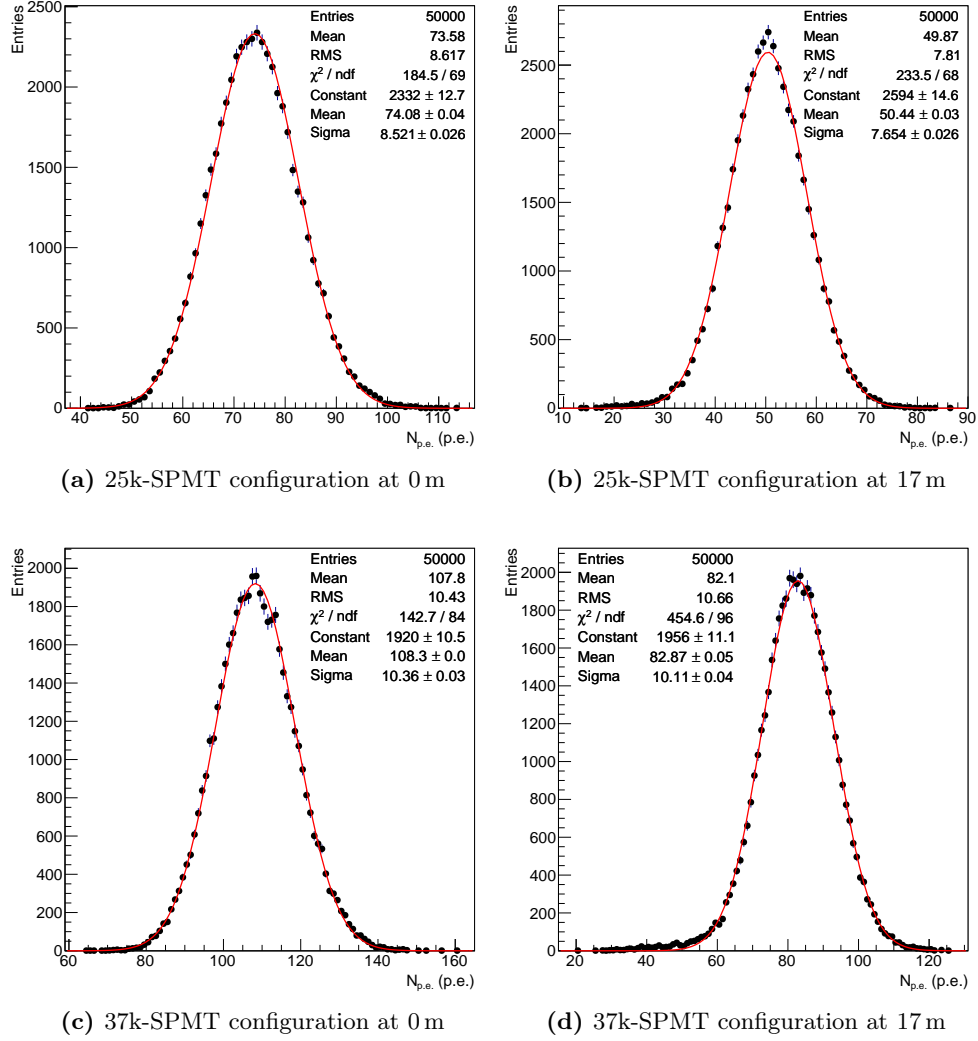 Entries
2500
2000
1500
1000
500
0
40 50 60 70 80 90 100 110
N_p.e. (p.e.)
Entries 50000
Mean 73.58
RMS 8.617
χ² / ndf 184.5 / 69
Constant 2332 ± 12.7
Mean 74.08 ± 0.04
Sigma 8.521 ± 0.026
(a) 25k-SPMT configuration at 0 m
Entries
2500
2000
1500
1000
500
0
10 20 30 40 50 60 70 80 90
N_p.e. (p.e.)
Entries 50000
Mean 49.87
RMS 7.81
χ² / ndf 233.5 / 68
Constant 2594 ± 14.6
Mean 50.44 ± 0.03
Sigma 7.654 ± 0.026
(b) 25k-SPMT configuration at 17 m
Entries
2000
1800
1600
1400
1200
1000
800
600
400
200
0
60 80 100 120 140 160
N_p.e. (p.e.)
Entries 50000
Mean 107.8
RMS 10.43
χ² / ndf 142.7 / 84
Constant 1920 ± 10.5
Mean 108.3 ± 0.0
Sigma 10.36 ± 0.03
(c) 37k-SPMT configuration at 0 m
Entries
2000
1800
1600
1400
1200
1000
800
600
400
200
0
20 40 60 80 100 120
N_p.e. (p.e.)
Entries 50000
Mean 82.1
RMS 10.66
χ² / ndf 454.6 / 96
Constant 1956 ± 11.1
Mean 82.87 ± 0.05
Sigma 10.11 ± 0.04
(d) 37k-SPMT configuration at 17 m